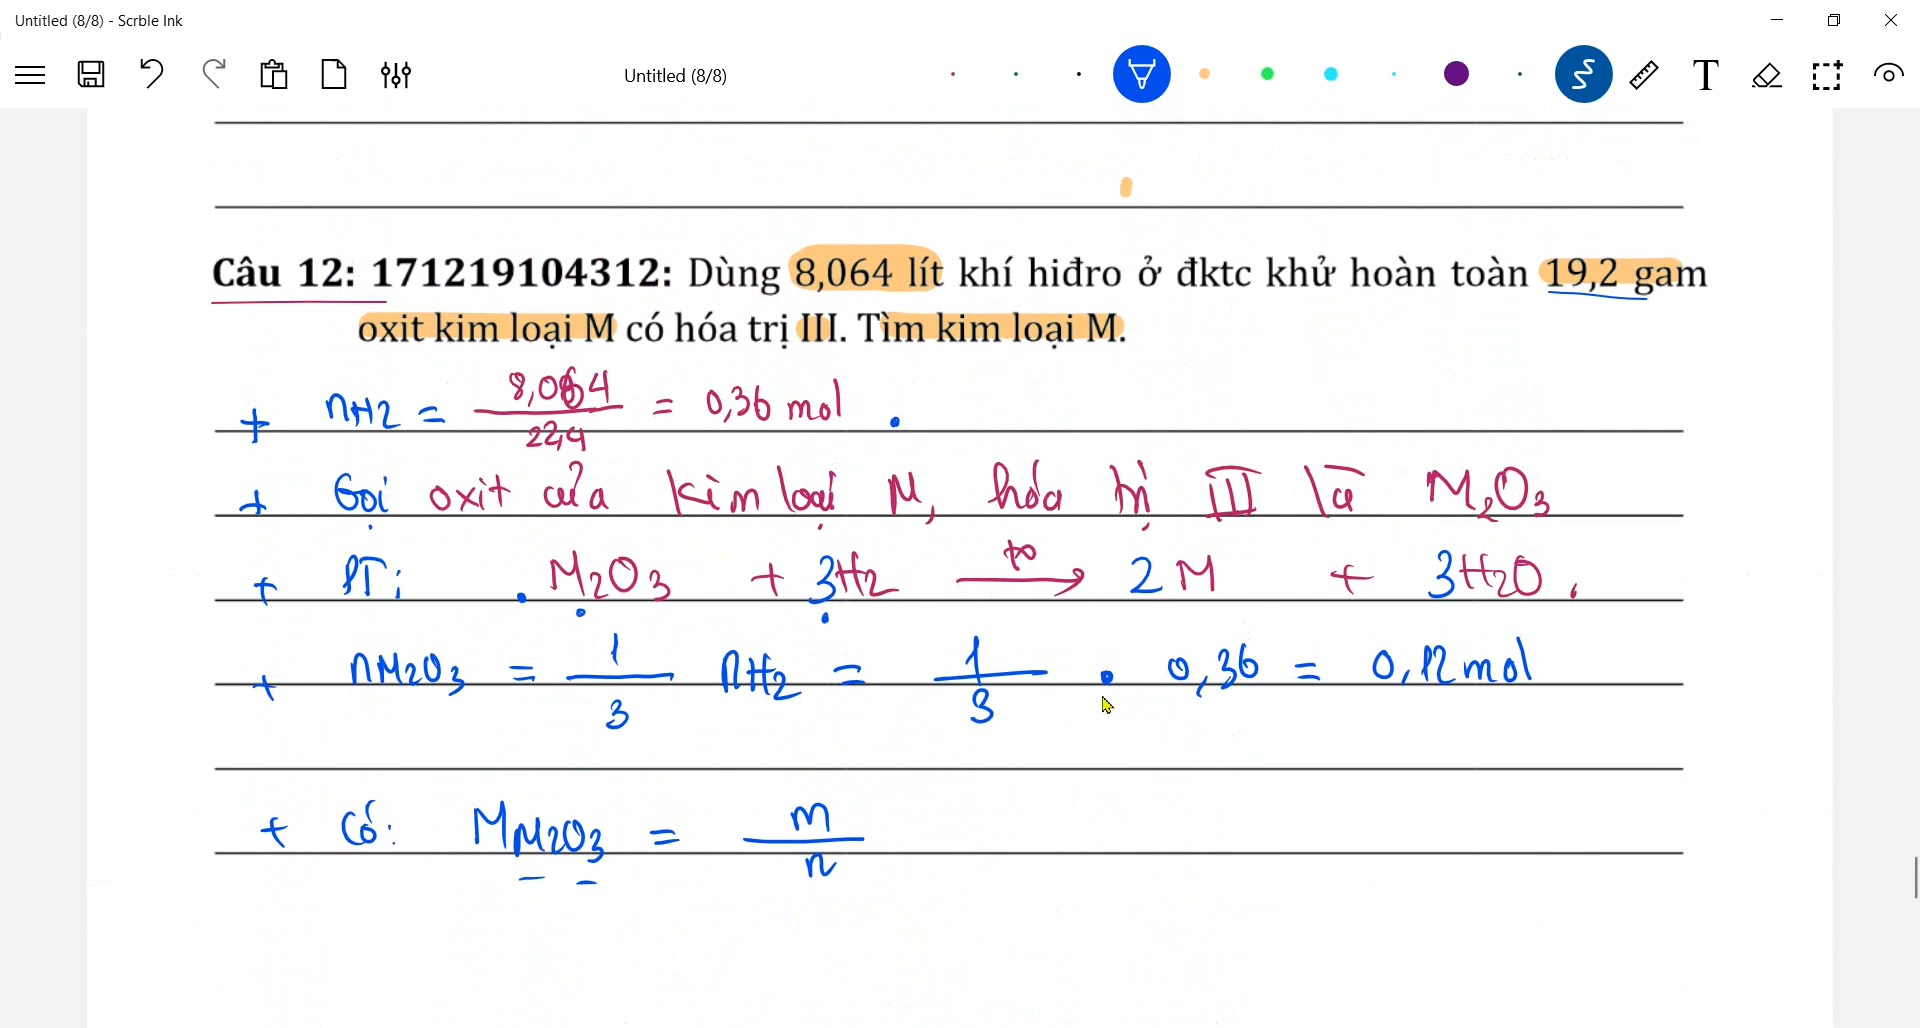 Untitled (8/8) - Scrble Ink
Untitled (8/8)
T
Câu 12: 171219104312: Dùng 8,064 lít khí hiđro ở đktc khử hoàn toàn 19,2 gam
oxit kim loại M có hóa trị III. Tìm kim loại M.
+ nH2 = 8,064 / 22,4 = 0,36 mol .
+ Gọi oxit của kim loại M, hóa trị III là M2O3
+ PT: M2O3 + 3H2 →(to) 2M + 3H2O.
+ nM2O3 = 1/3 nH2 = 1/3 . 0,36 = 0,12 mol
+ Có: MM2O3 = m/n